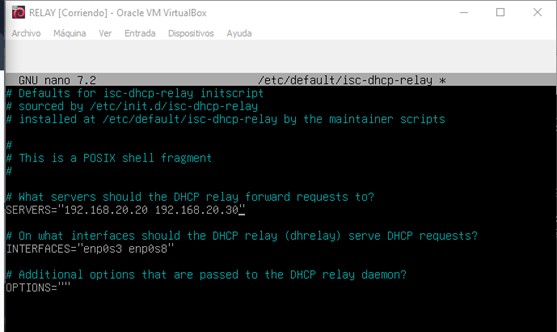 RELAY [Corriendo] - Oracle VM VirtualBox
Archivo Máquina Ver Entrada Dispositivos Ayuda
GNU nano 7.2 /etc/default/isc-dhcp-relay *
# Defaults for isc-dhcp-relay initscript
# sourced by /etc/init.d/isc-dhcp-relay
# installed at /etc/default/isc-dhcp-relay by the maintainer scripts
#
# This is a POSIX shell fragment
#
# What servers should the DHCP relay forward requests to?
SERVERS="192.168.20.20 192.168.20.30"
# On what interfaces should the DHCP relay (dhrelay) serve DHCP requests?
INTERFACES="enp0s3 enp0s8"
# Additional options that are passed to the DHCP relay daemon?
OPTIONS=""